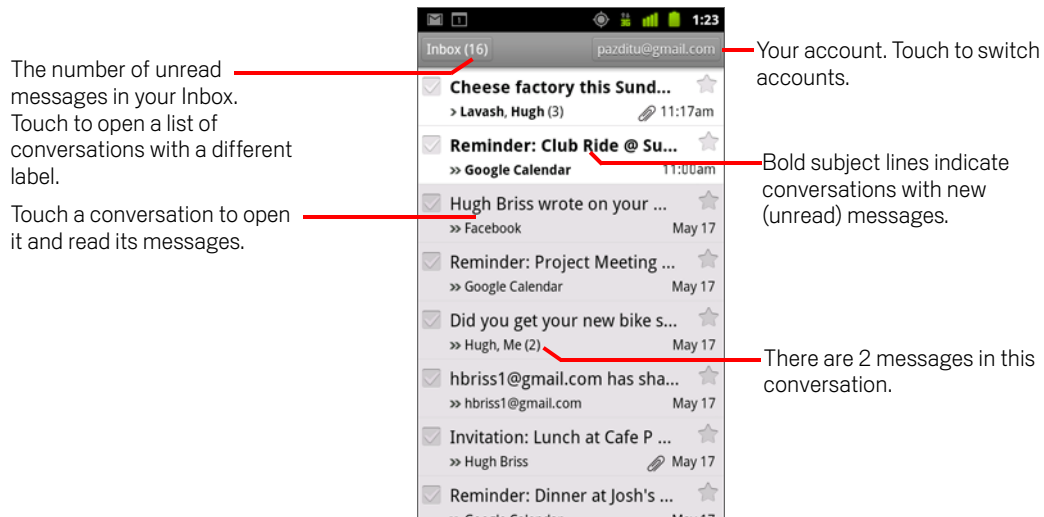 1:23
Inbox (16)
pazditu@gmail.com
Cheese factory this Sund...
> Lavash, Hugh (3)
11:17am
Reminder: Club Ride @ Su...
» Google Calendar
11:00am
Hugh Briss wrote on your ...
» Facebook
May 17
Reminder: Project Meeting ...
» Google Calendar
May 17
Did you get your new bike s...
» Hugh, Me (2)
May 17
hbriss1@gmail.com has sha...
» hbriss1@gmail.com
May 17
Invitation: Lunch at Cafe P ...
» Hugh Briss
May 17
Reminder: Dinner at Josh's ...
The number of unread
messages in your Inbox.
Touch to open a list of
conversations with a different
label.
Touch a conversation to open
it and read its messages.
Your account. Touch to switch
accounts.
Bold subject lines indicate
conversations with new
(unread) messages.
There are 2 messages in this
conversation.